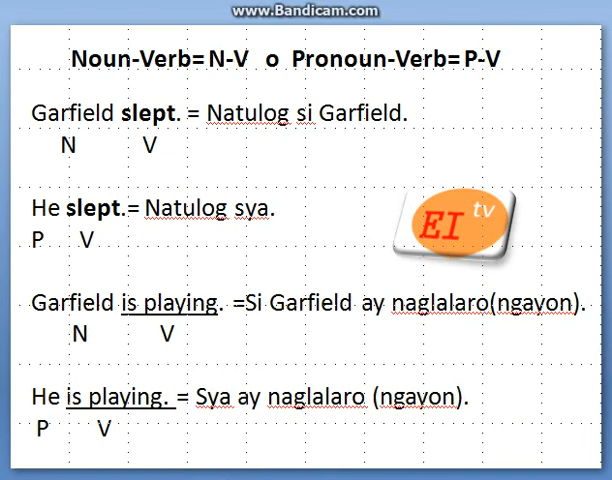 www.Bandicam.com
Noun-Verb= N-V o Pronoun-Verb= P-V
Garfield slept. = Natulog si Garfield.
N V
He slept.= Natulog sya.
P V
EI tv
Garfield is playing. =Si Garfield ay naglalaro(ngayon).
N V
He is playing. = Sya ay naglalaro (ngayon).
P V